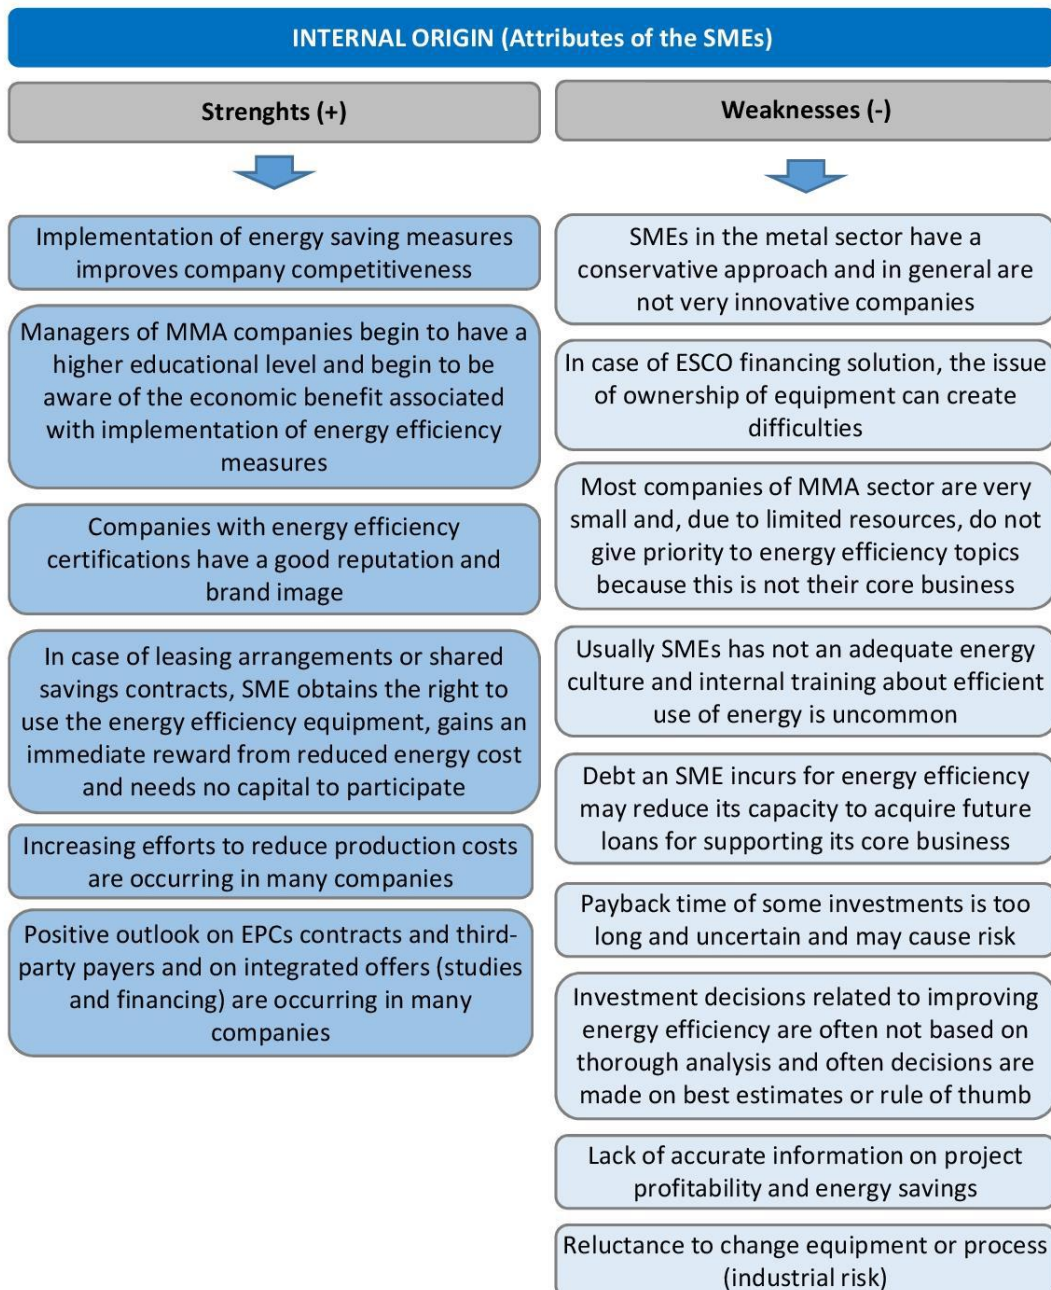 INTERNAL ORIGIN (Attributes of the SMEs)
Strenghts (+)
Implementation of energy saving measures
improves company competitiveness
Managers of MMA companies begin to have a
higher educational level and begin to be
aware of the economic benefit associated
with implementation of energy efficiency
measures
Companies with energy efficiency
certifications have a good reputation and
brand image
In case of leasing arrangements or shared
savings contracts, SME obtains the right to
use the energy efficiency equipment, gains an
immediate reward from reduced energy cost
and needs no capital to participate
Increasing efforts to reduce production costs
are occurring in many companies
Positive outlook on EPCs contracts and third-
party payers and on integrated offers (studies
and financing) are occurring in many
companies
Weaknesses (-)
SMEs in the metal sector have a
conservative approach and in general are
not very innovative companies
In case of ESCO financing solution, the issue
of ownership of equipment can create
difficulties
Most companies of MMA sector are very
small and, due to limited resources, do not
give priority to energy efficiency topics
because this is not their core business
Usually SMEs has not an adequate energy
culture and internal training about efficient
use of energy is uncommon
Debt an SME incurs for energy efficiency
may reduce its capacity to acquire future
loans for supporting its core business
Payback time of some investments is too
long and uncertain and may cause risk
Investment decisions related to improving
energy efficiency are often not based on
thorough analysis and often decisions are
made on best estimates or rule of thumb
Lack of accurate information on project
profitability and energy savings
Reluctance to change equipment or process
(industrial risk)